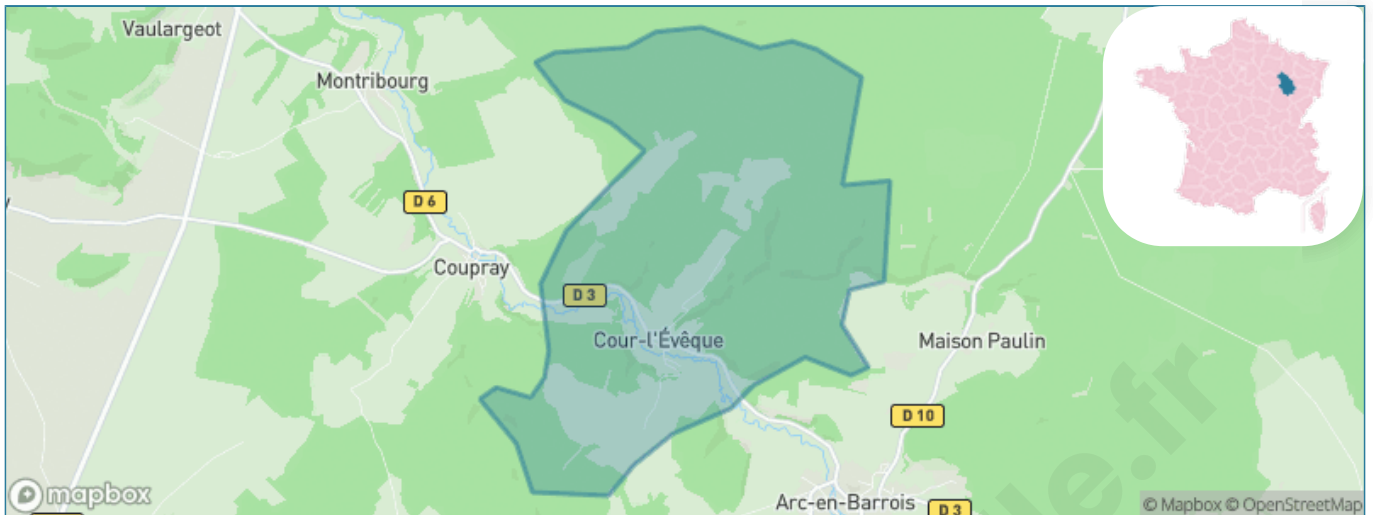 Vaulargeot
Montribourg
D 6
Coupray
D 3
Cour-l'Évêque
Maison Paulin
D 10
Arc-en-Barrois
D 3
mapbox
© Mapbox © OpenStreetMap